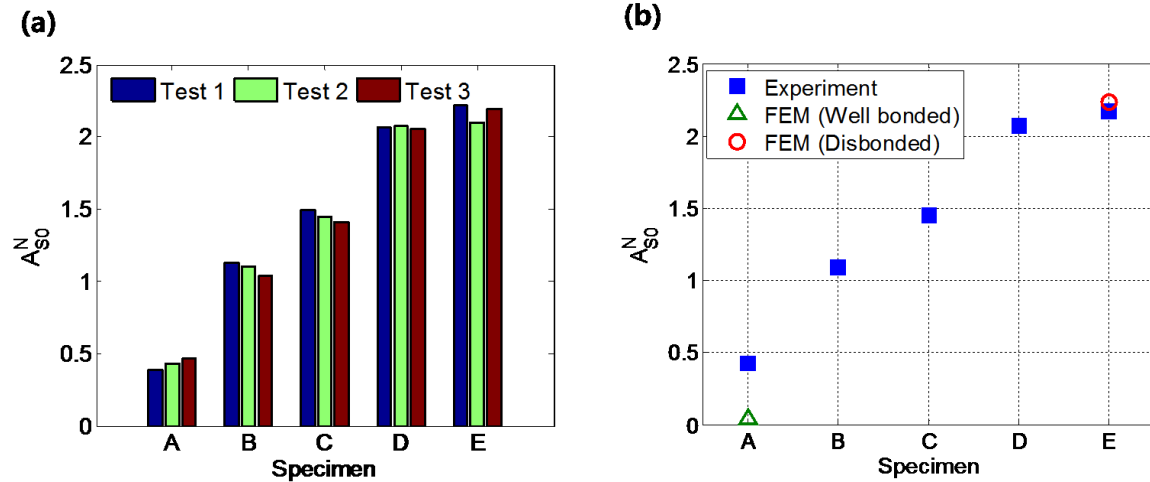 (a)
2.5
2
1.5
1
0.5
0
A^N_S0
Test 1 Test 2 Test 3
A B C D E
Specimen
(b)
2.5
2
1.5
1
0.5
0
A^N_S0
Experiment
FEM (Well bonded)
FEM (Disbonded)
A B C D E
Specimen